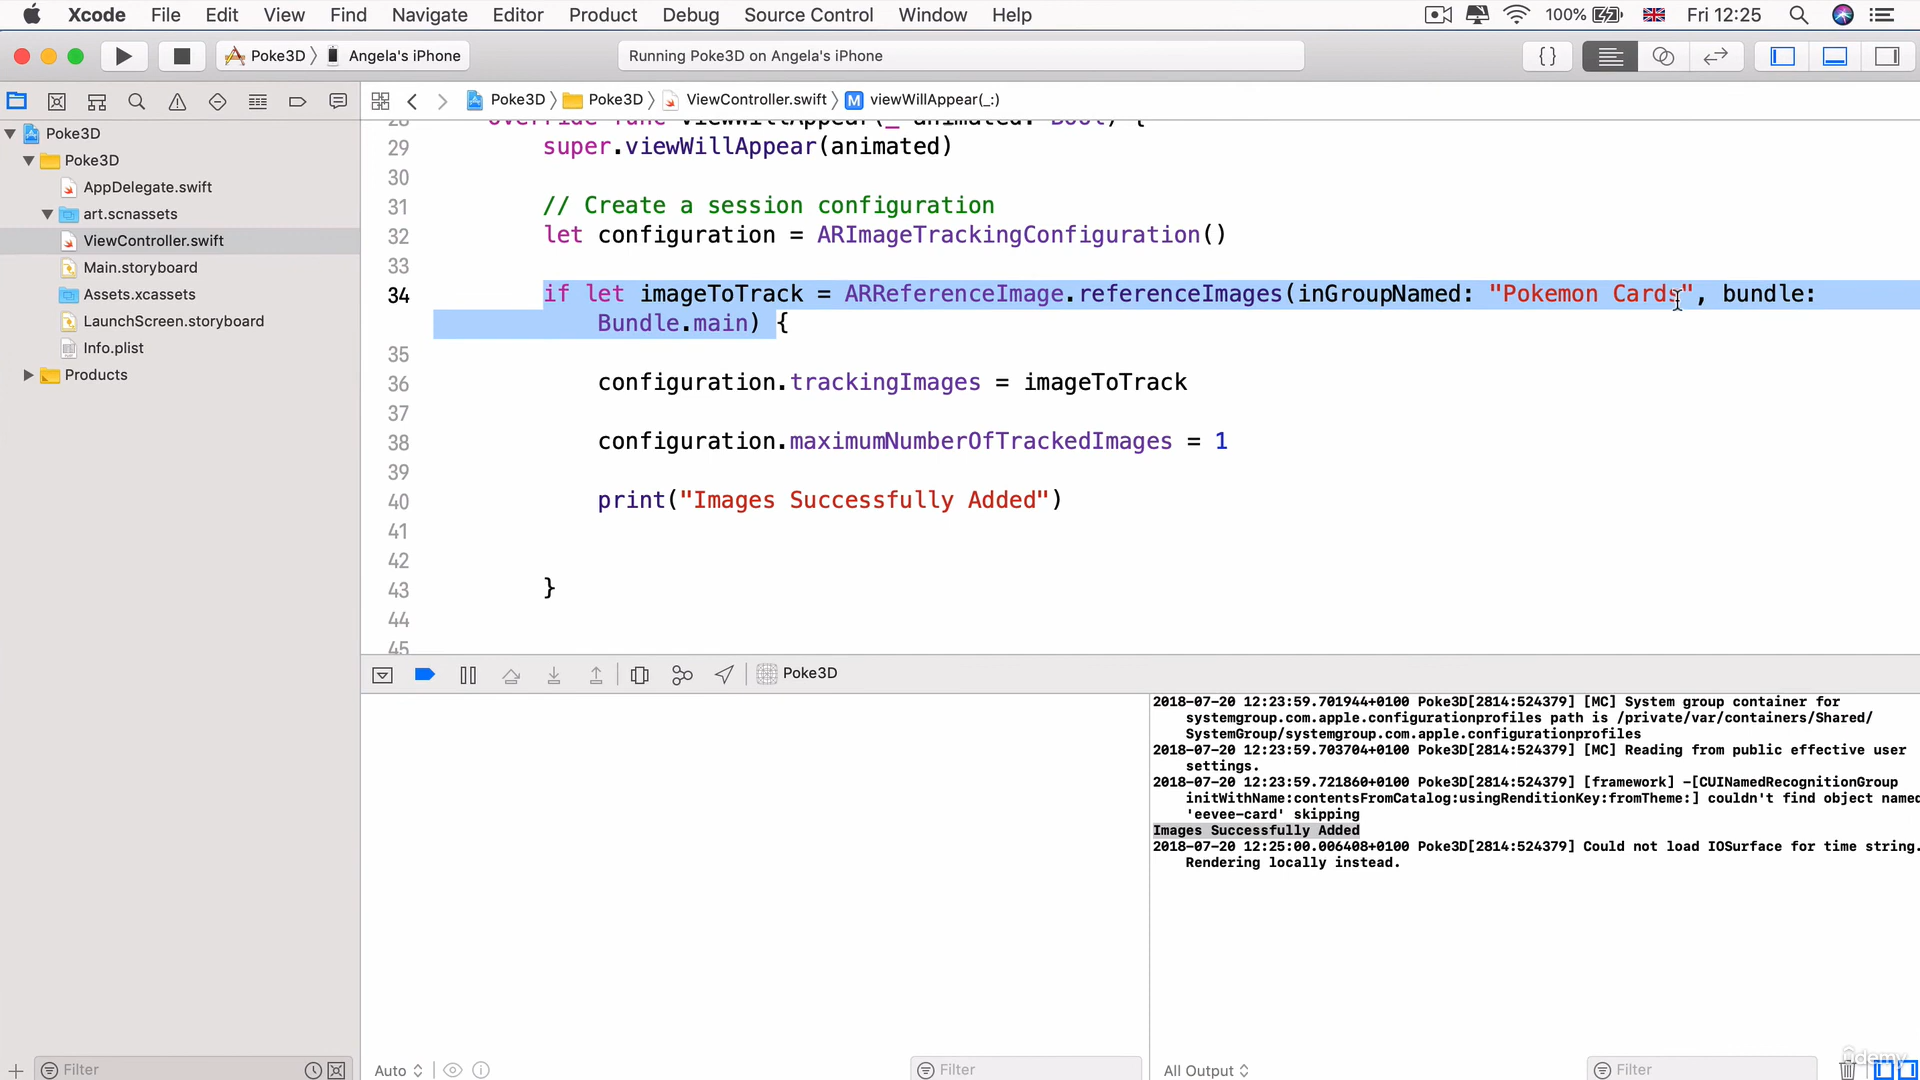 Xcode File Edit View Find Navigate Editor Product Debug Source Control Window Help 100% Fri 12:25
Poke3D Angela's iPhone Running Poke3D on Angela's iPhone {}
Poke3D Poke3D ViewController.swift M viewWillAppear(_:)
Poke3D
Poke3D
AppDelegate.swift
art.scnassets
ViewController.swift
Main.storyboard
Assets.xcassets
LaunchScreen.storyboard
Info.plist
Products
28 override func viewWillAppear(_ animated: Bool) {
29 super.viewWillAppear(animated)
30
31 // Create a session configuration
32 let configuration = ARImageTrackingConfiguration()
33
34 if let imageToTrack = ARReferenceImage.referenceImages(inGroupNamed: "Pokemon Cards", bundle:
Bundle.main) {
35
36 configuration.trackingImages = imageToTrack
37
38 configuration.maximumNumberOfTrackedImages = 1
39
40 print("Images Successfully Added")
41
42
43 }
44
45
Poke3D
2018-07-20 12:23:59.701944+0100 Poke3D[2814:524379] [MC] System group container for
systemgroup.com.apple.configurationprofiles path is /private/var/containers/Shared/
SystemGroup/systemgroup.com.apple.configurationprofiles
2018-07-20 12:23:59.703704+0100 Poke3D[2814:524379] [MC] Reading from public effective user
settings.
2018-07-20 12:23:59.721860+0100 Poke3D[2814:524379] [framework] -[CUINamedRecognitionGroup
initWithName:contentsFromCatalog:usingRenditionKey:fromTheme:] couldn't find object named
'eevee-card' skipping
Images Successfully Added
2018-07-20 12:25:00.006408+0100 Poke3D[2814:524379] Could not load IOSurface for time string.
Rendering locally instead.
Filter Auto Filter All Output Filter
udemy